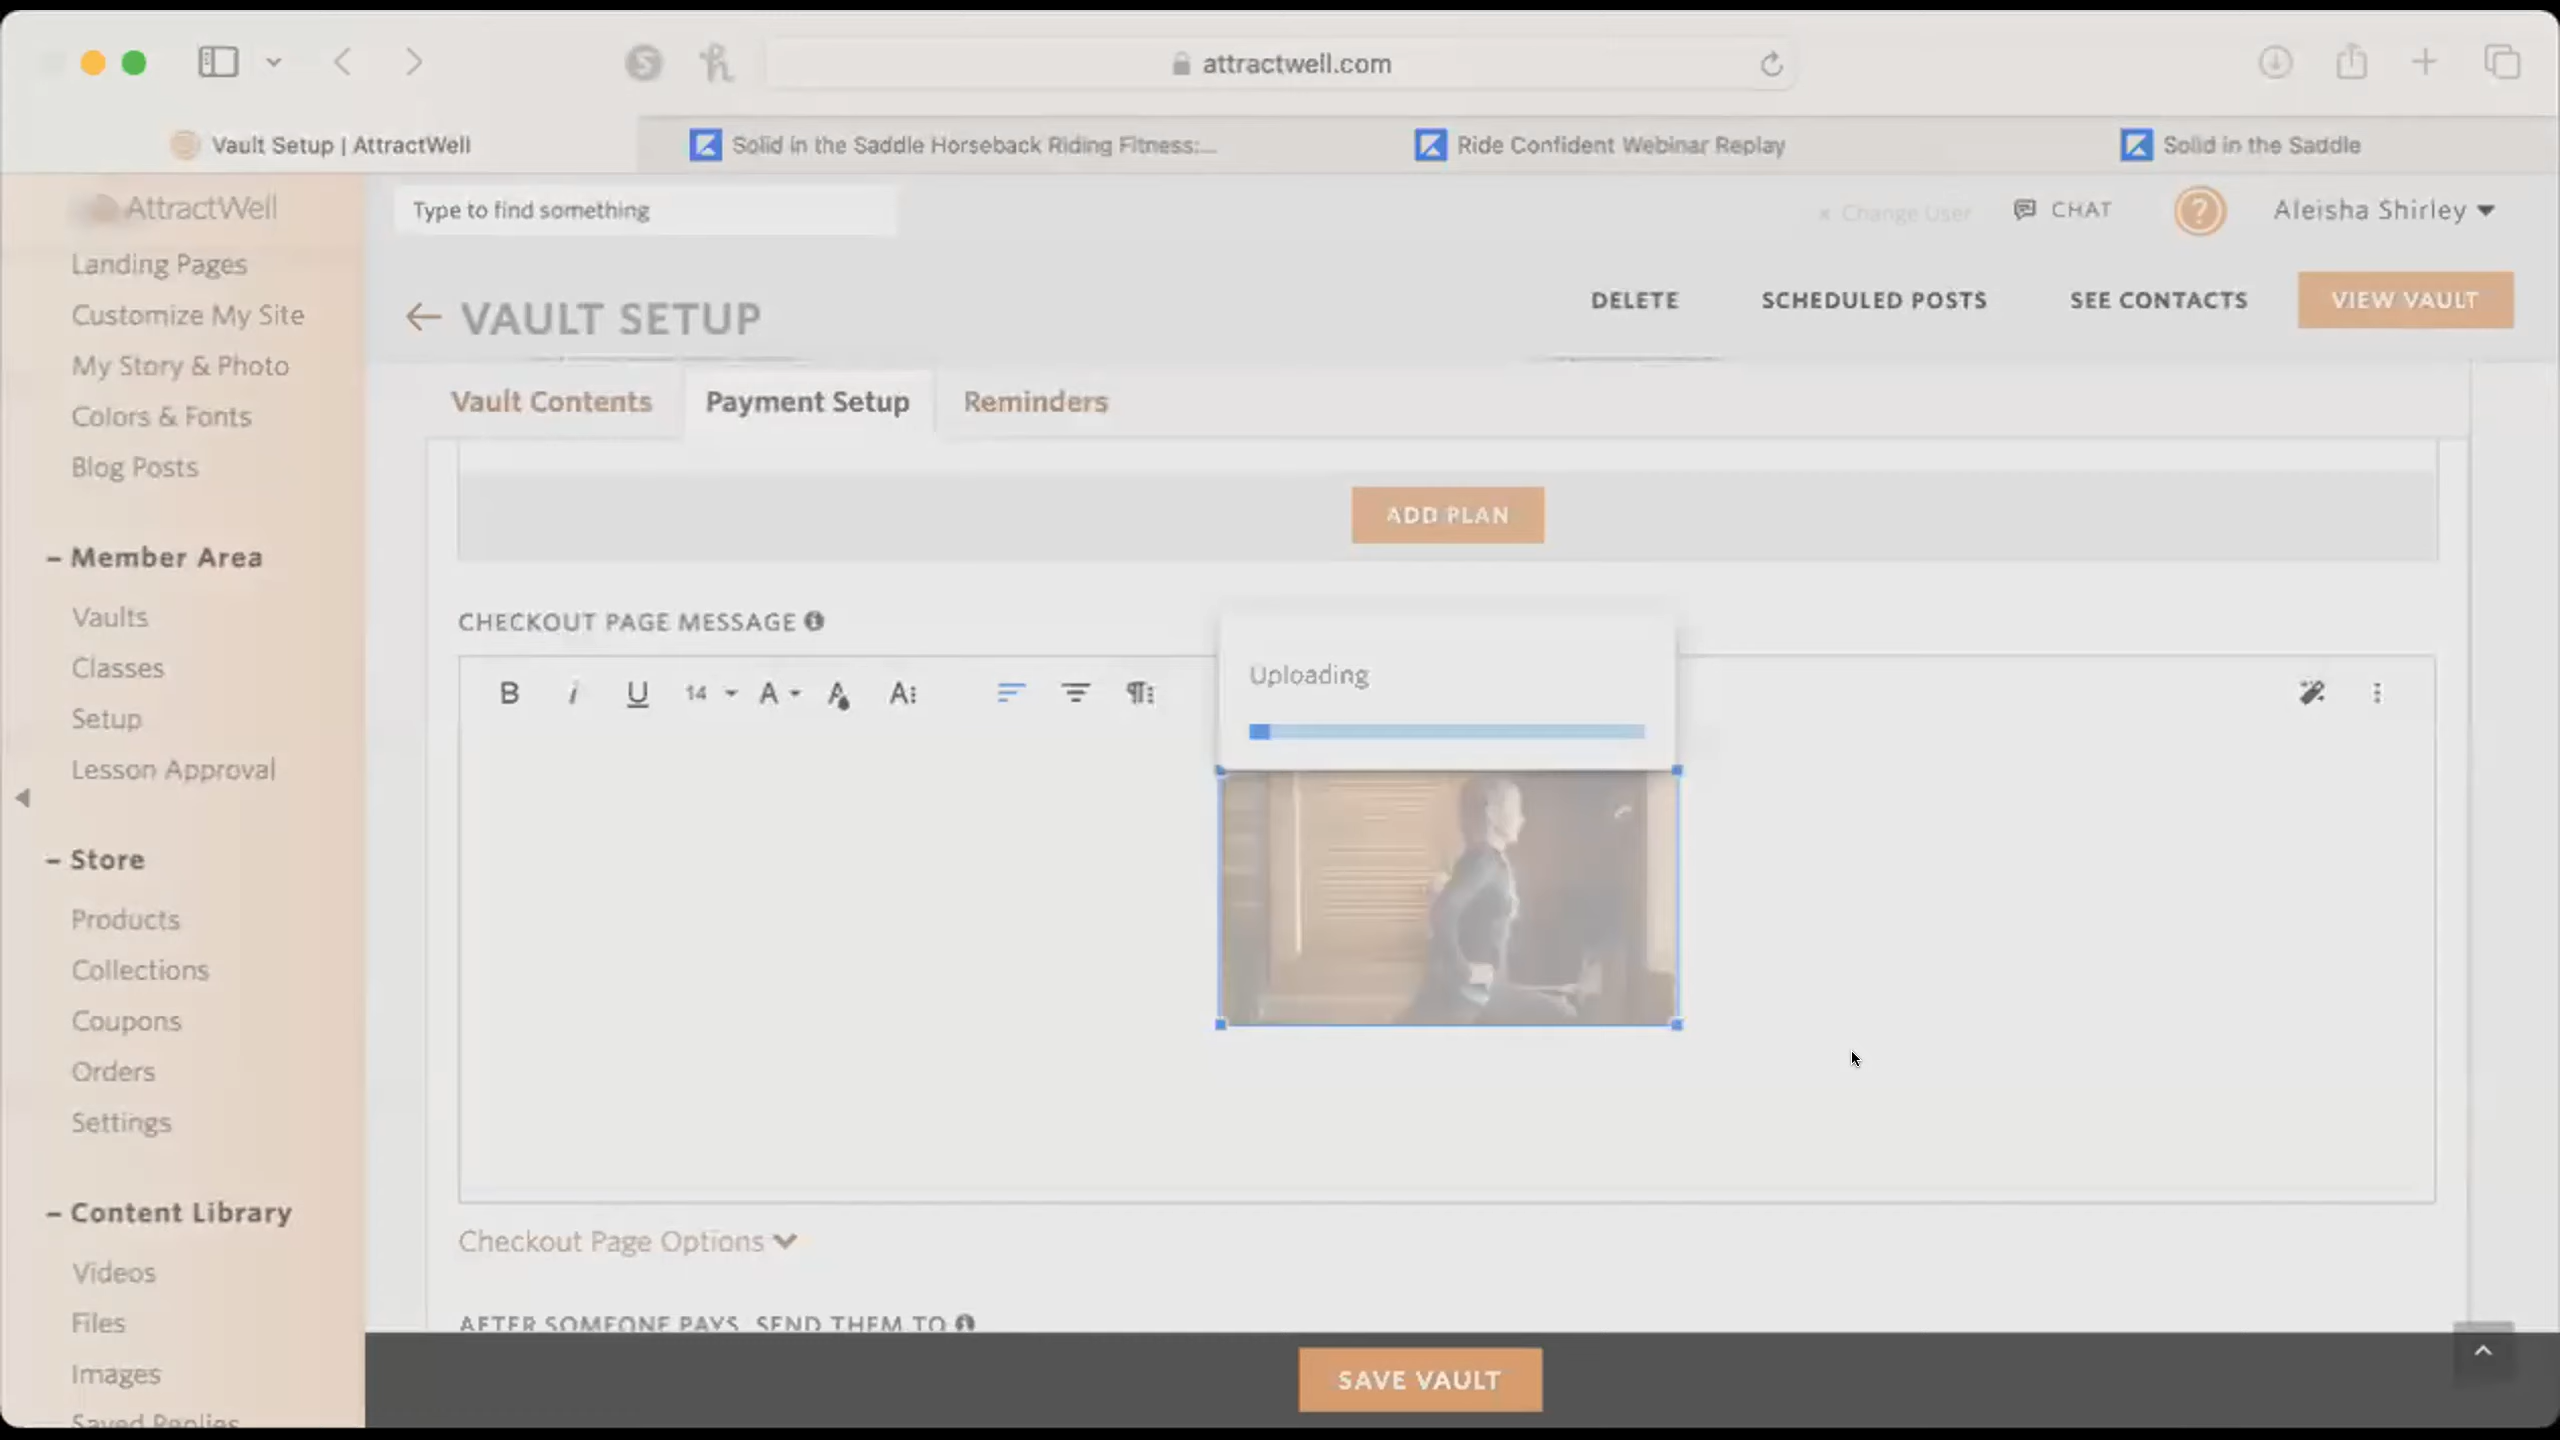 attractwell.com
Vault Setup | AttractWell
Solid in the Saddle Horseback Riding Fitness:...
Ride Confident Webinar Replay
Solid in the Saddle
AttractWell
Type to find something
× Change User
CHAT
?
Aleisha Shirley
Landing Pages
Customize My Site
My Story & Photo
Colors & Fonts
Blog Posts
– Member Area
Vaults
Classes
Setup
Lesson Approval
– Store
Products
Collections
Coupons
Orders
Settings
– Content Library
Videos
Files
Images
Saved Replies
VAULT SETUP
DELETE
SCHEDULED POSTS
SEE CONTACTS
VIEW VAULT
Vault Contents
Payment Setup
Reminders
ADD PLAN
CHECKOUT PAGE MESSAGE
B i U 14 A A A
Uploading
Checkout Page Options
AFTER SOMEONE PAYS, SEND THEM TO
SAVE VAULT